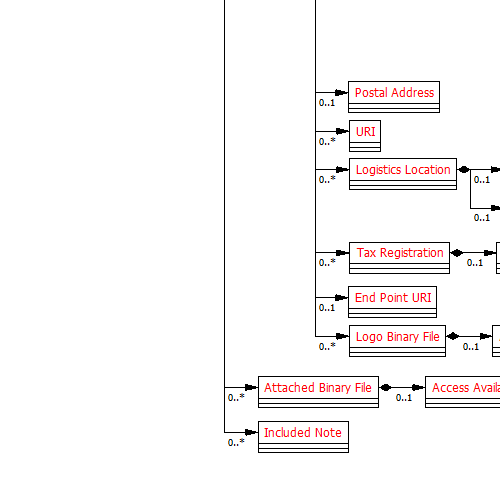 Postal Address
0..1
URI
0..*
Logistics Location
0..*
0..1
0..1
Tax Registration
0..*
0..1
End Point URI
0..1
Logo Binary File
0..*
0..1
Attached Binary File
0..*
0..1
Access
Included Note
0..*